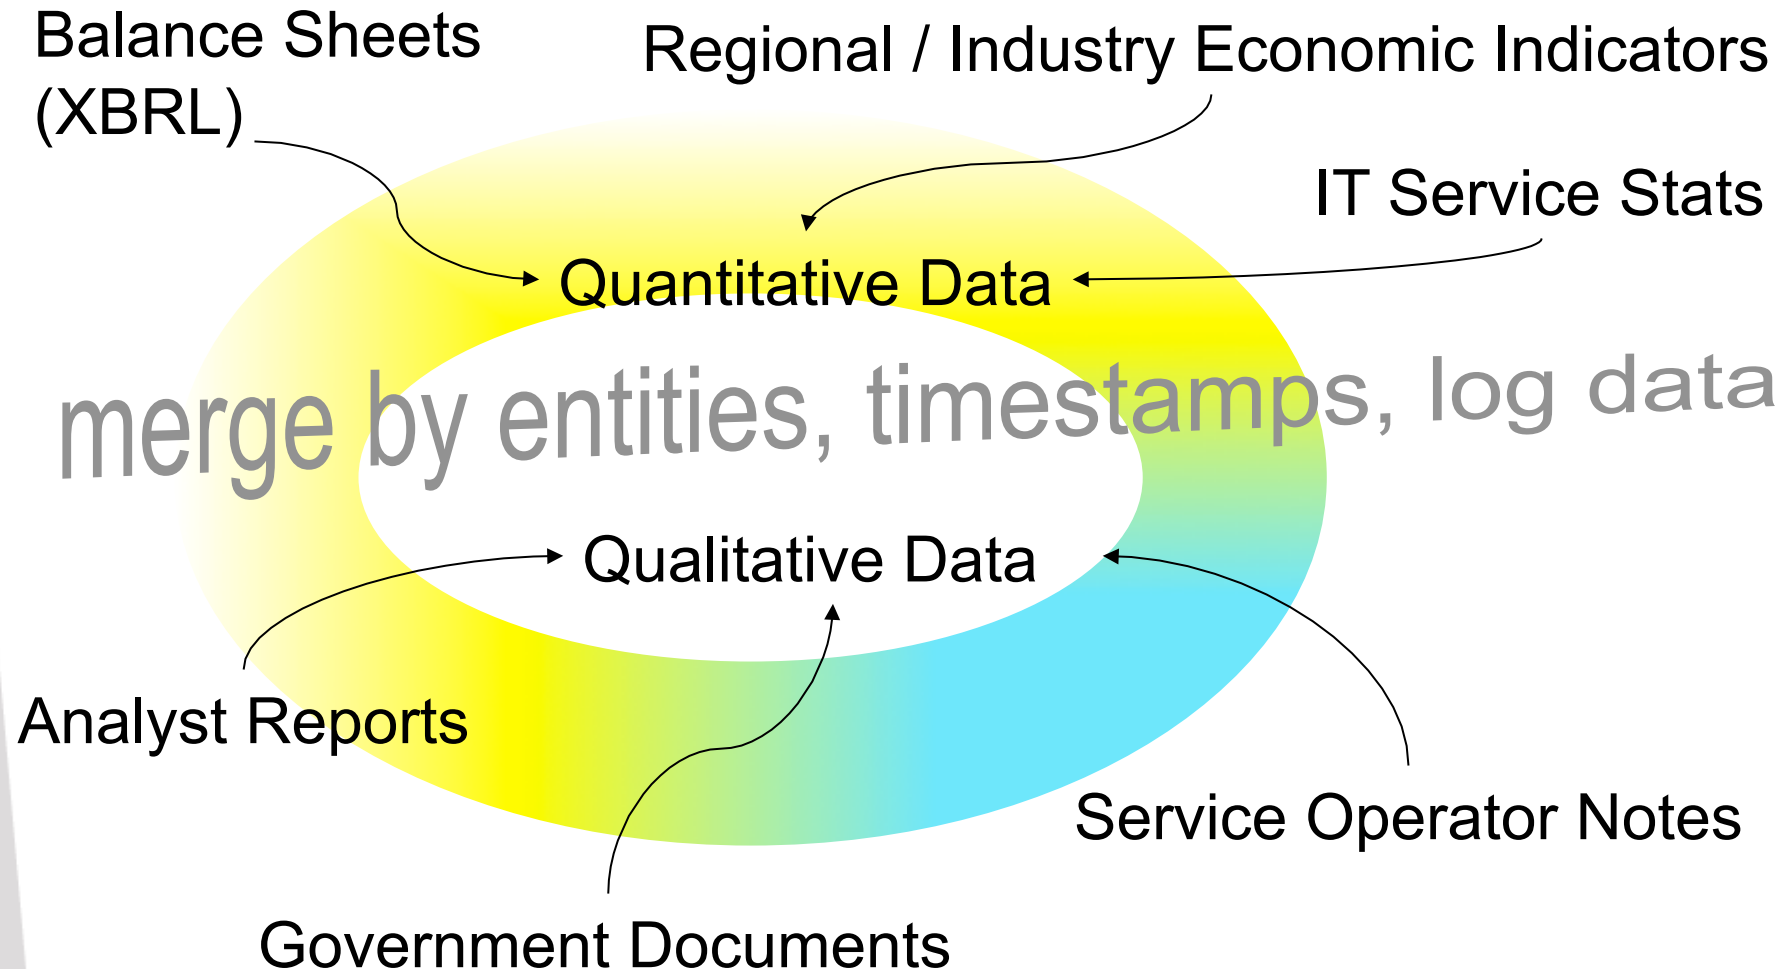 Balance Sheets
(XBRL)
Regional / Industry Economic Indicators
IT Service Stats
Quantitative Data
merge by entities, timestamps, log data
Qualitative Data
Analyst Reports
Service Operator Notes
Government Documents